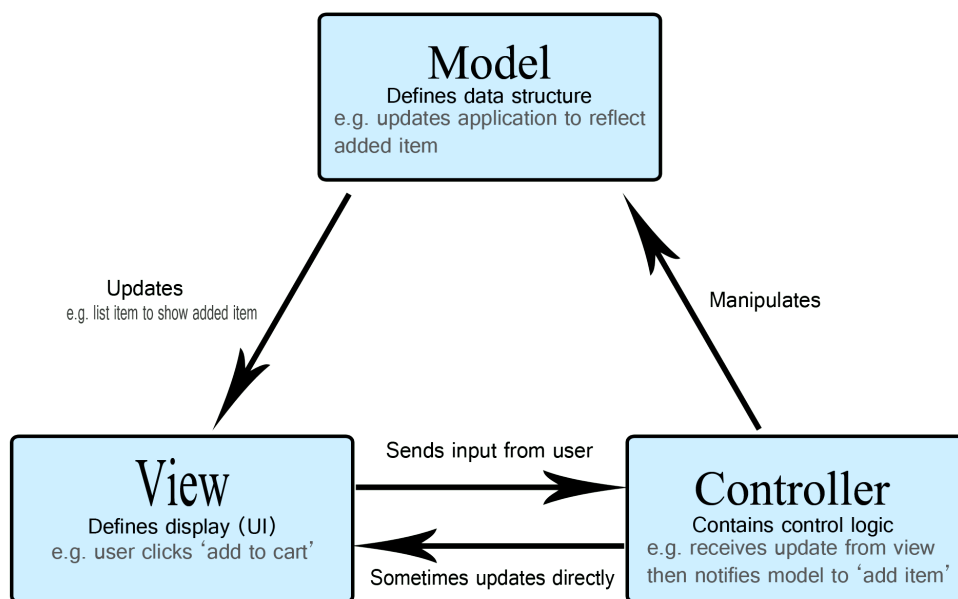 Model
Defines data structure
e.g. updates application to reflect
added item
Updates
e.g. list item to show added item
Manipulates
View
Defines display (UI)
e.g. user clicks ‘add to cart’
Sends input from user
Sometimes updates directly
Controller
Contains control logic
e.g. receives update from view
then notifies model to ‘add item’